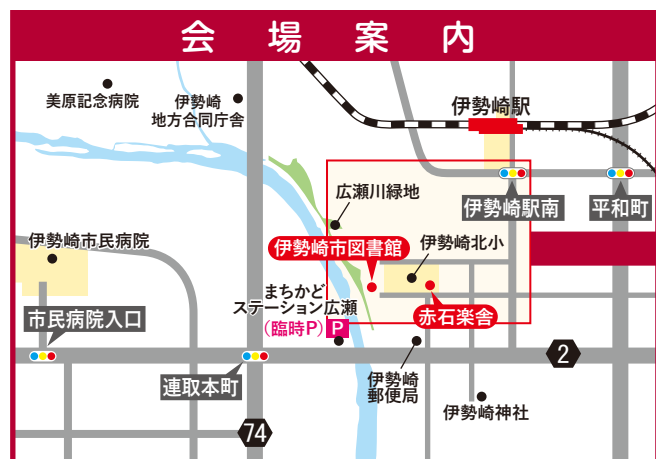 会場案内
美原記念病院
伊勢崎
地方合同庁舎
伊勢崎駅
広瀬川緑地
伊勢崎駅南
平和町
伊勢崎市民病院
伊勢崎市図書館
伊勢崎北小
まちかど
ステーション広瀬
(臨時P) P
赤石楽舎
市民病院入口
連取本町
伊勢崎
郵便局
2
伊勢崎神社
74